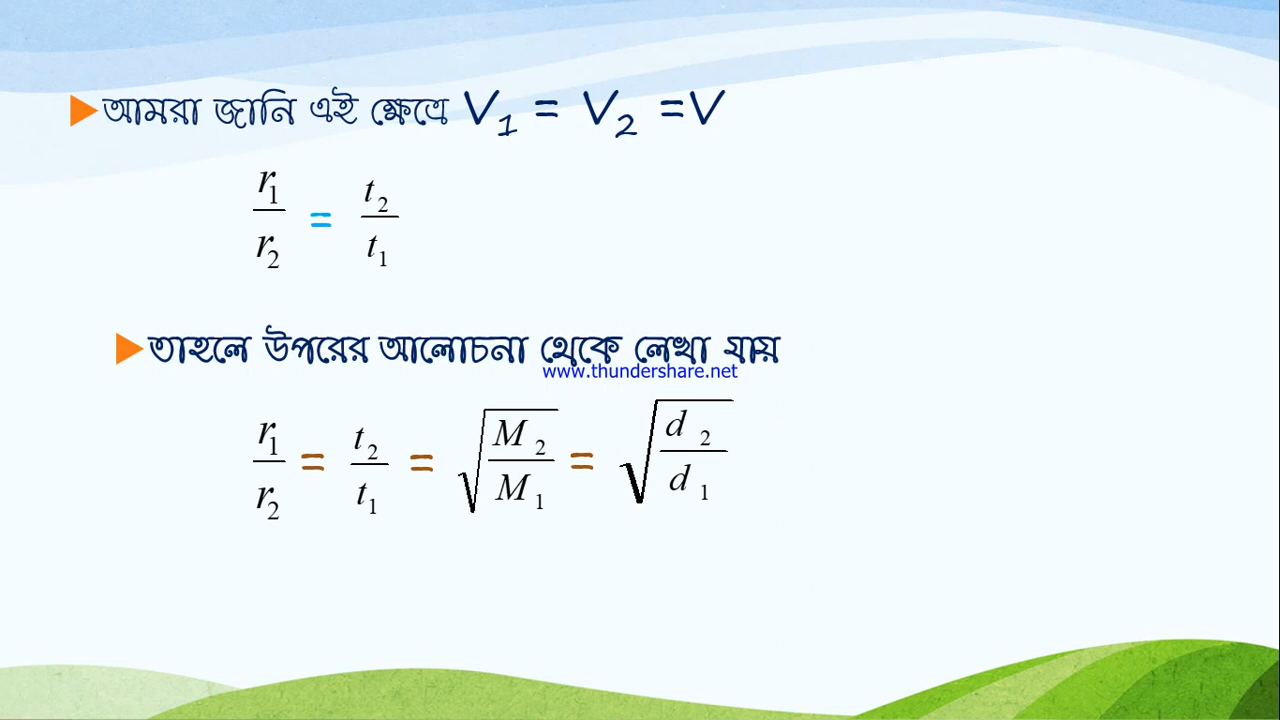 আমরা জানি এই ক্ষেত্রে V₁ = V₂ =V
r₁/r₂ = t₂/t₁
তাহলে উপরের আলোচনা থেকে লেখা যায়
www.thundershare.net
r₁/r₂ = t₂/t₁ = √(M₂/M₁) = √(d₂/d₁)